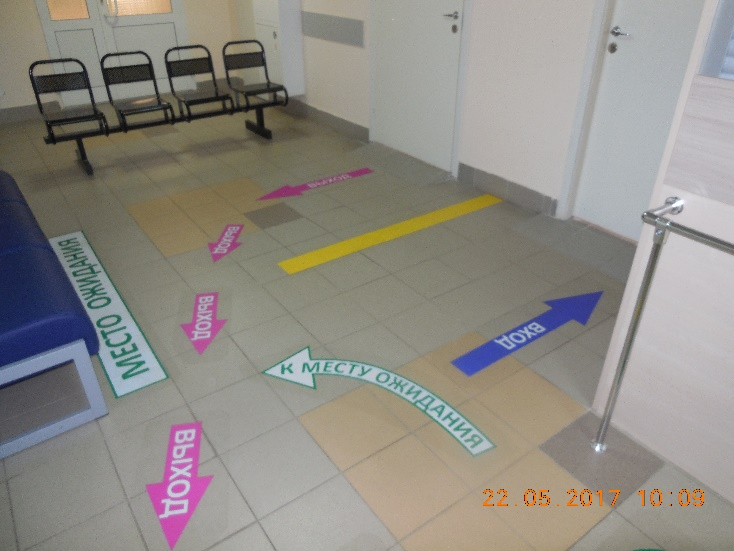 ВЫХОД
ВЫХОД
МЕСТО ОЖИДАНИЯ
ВЫХОД
ВХОД
К МЕСТУ ОЖИДАНИЯ
ВЫХОД
22.05.2017 10:09